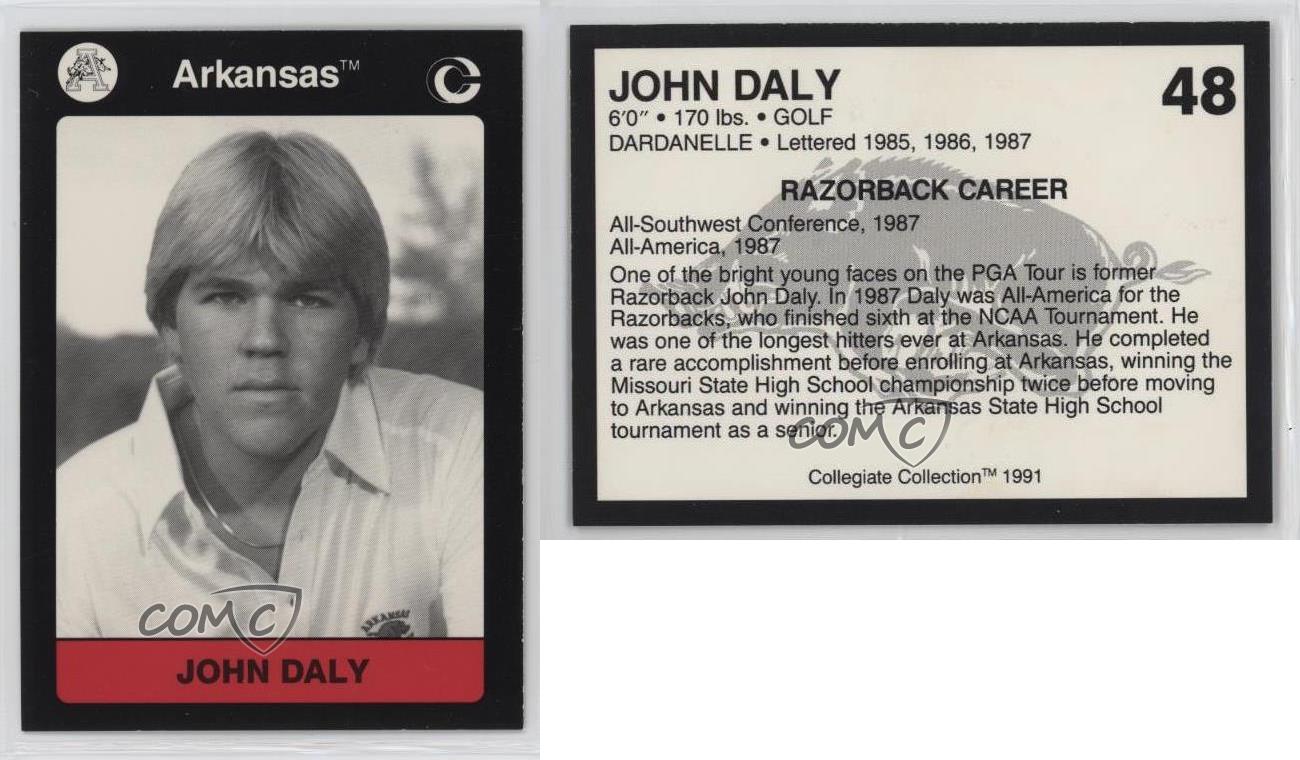 A
Arkansas™
C
ARKANSAS
COMC
JOHN DALY
JOHN DALY
48
6'0" • 170 lbs. • GOLF
DARDANELLE • Lettered 1985, 1986, 1987
RAZORBACK CAREER
All-Southwest Conference, 1987
All-America, 1987
One of the bright young faces on the PGA Tour is former
Razorback John Daly. In 1987 Daly was All-America for the
Razorbacks, who finished sixth at the NCAA Tournament. He
was one of the longest hitters ever at Arkansas. He completed
a rare accomplishment before enrolling at Arkansas, winning the
Missouri State High School championship twice before moving
to Arkansas and winning the Arkansas State High School
tournament as a senior.
COMC
Collegiate Collection™ 1991